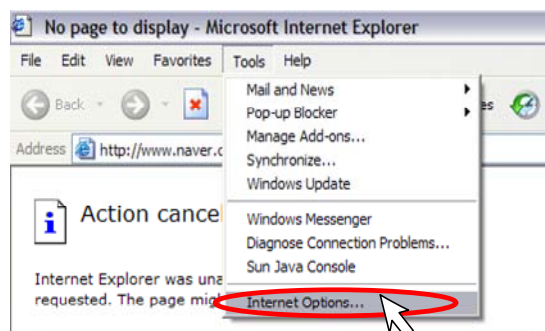 No page to display - Microsoft Internet Explorer
File Edit View Favorites Tools Help
Back
Address http://www.naver.c
Mail and News
Pop-up Blocker
Manage Add-ons...
Synchronize...
Windows Update
Windows Messenger
Diagnose Connection Problems...
Sun Java Console
Internet Options...
Action cance
Internet Explorer was una
requested. The page mig